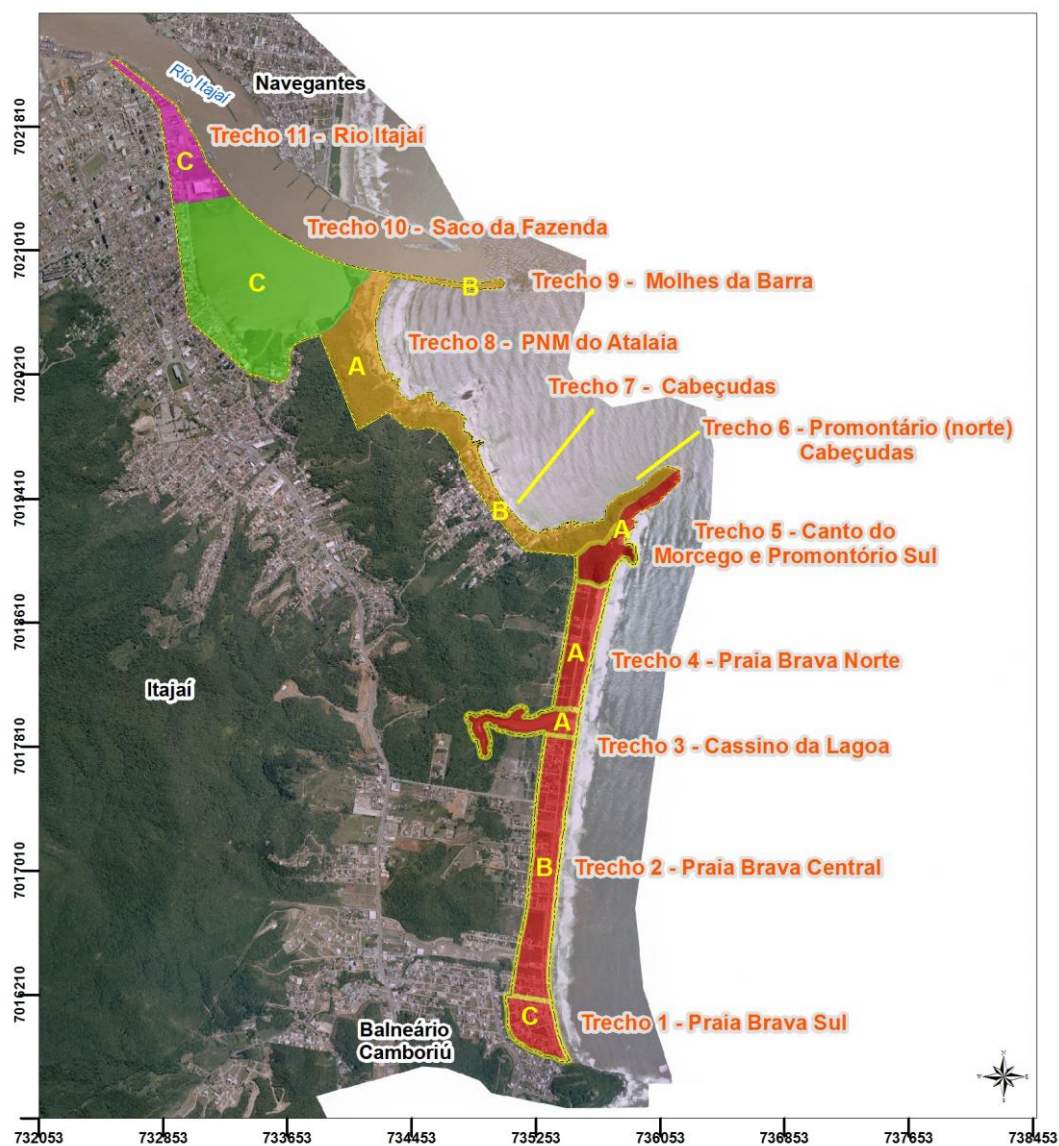 Rio Itajaí
Navegantes
Trecho 11 - Rio Itajaí
C
Trecho 10 - Saco da Fazenda
C
Trecho 9 - Molhes da Barra
B
Trecho 8 - PNM do Atalaia
A
Trecho 7 - Cabeçudas
Trecho 6 - Promontário (norte)
Cabeçudas
B
A
Trecho 5 - Canto do
Morcego e Promontório Sul
A
Trecho 4 - Praia Brava Norte
Itajaí
A
Trecho 3 - Cassino da Lagoa
B
Trecho 2 - Praia Brava Central
C
Trecho 1 - Praia Brava Sul
Balneário
Camboriú
7021810
7021010
7020210
7019410
7018610
7017810
7017010
7016210
N
W
E
S
732053 732853 733653 734453 735253 736053 736853 737653 738453